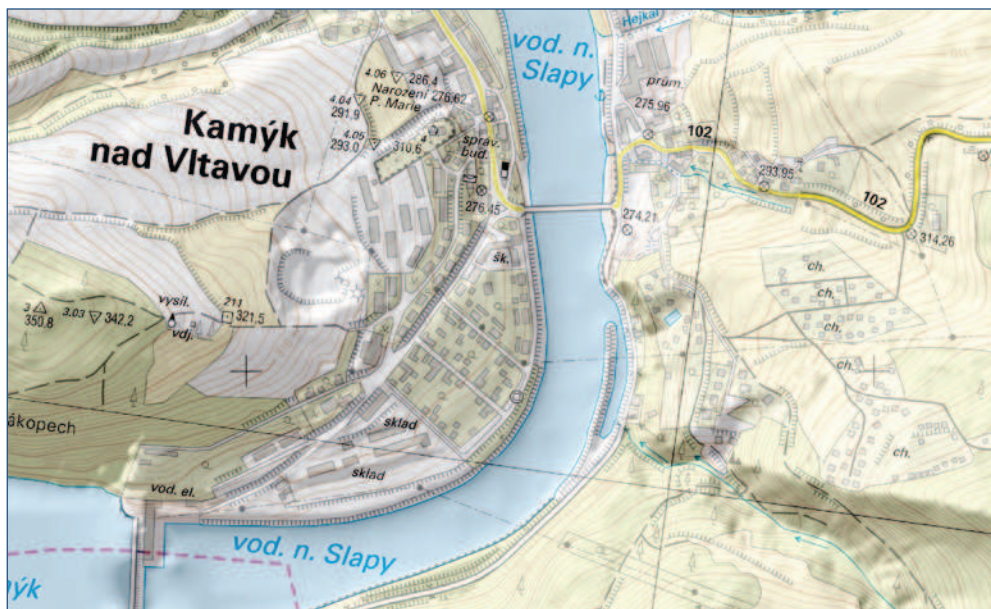 Hejkal
vod. n.
Slapy
4.06 286,4
Narození 276,62
P. Marie
4.04
291,9
4.05
293,0
310,6
4
správ.
bud.
prům.
275,96
Kamýk
nad Vltavou
102
293,95
102
276,45
274,21
314,26
šk.
ch.
ch.
ch.
ch.
ch.
vysíl.
211
321,5
3
350,8
3.03 342,2
vdj.
ákopech
sklad
sklad
vod. el.
vod. n. Slapy
mýk